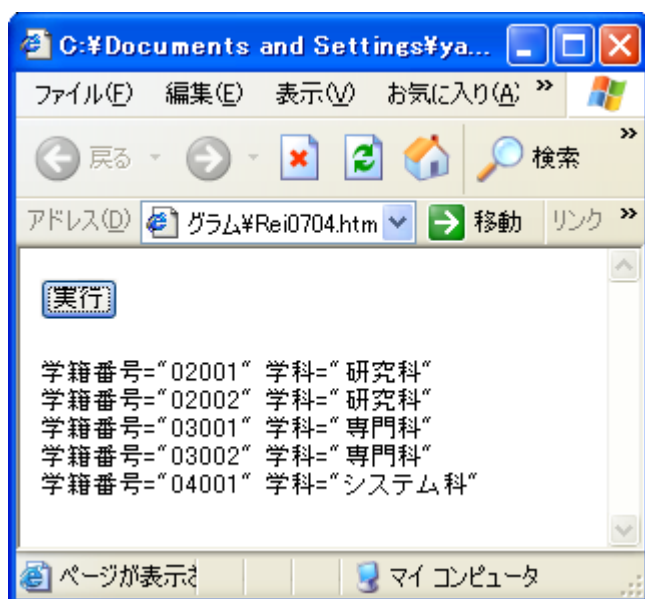 C:¥Documents and Settings¥ya...
ファイル(F) 編集(E) 表示(V) お気に入り(A) »
戻る 検索 »
アドレス(D) グラム¥Rei0704.htm 移動 リンク »
実行
学籍番号="02001" 学科="研究科"
学籍番号="02002" 学科="研究科"
学籍番号="03001" 学科="専門科"
学籍番号="03002" 学科="専門科"
学籍番号="04001" 学科="システム科"
ページが表示さ マイ コンピュータ